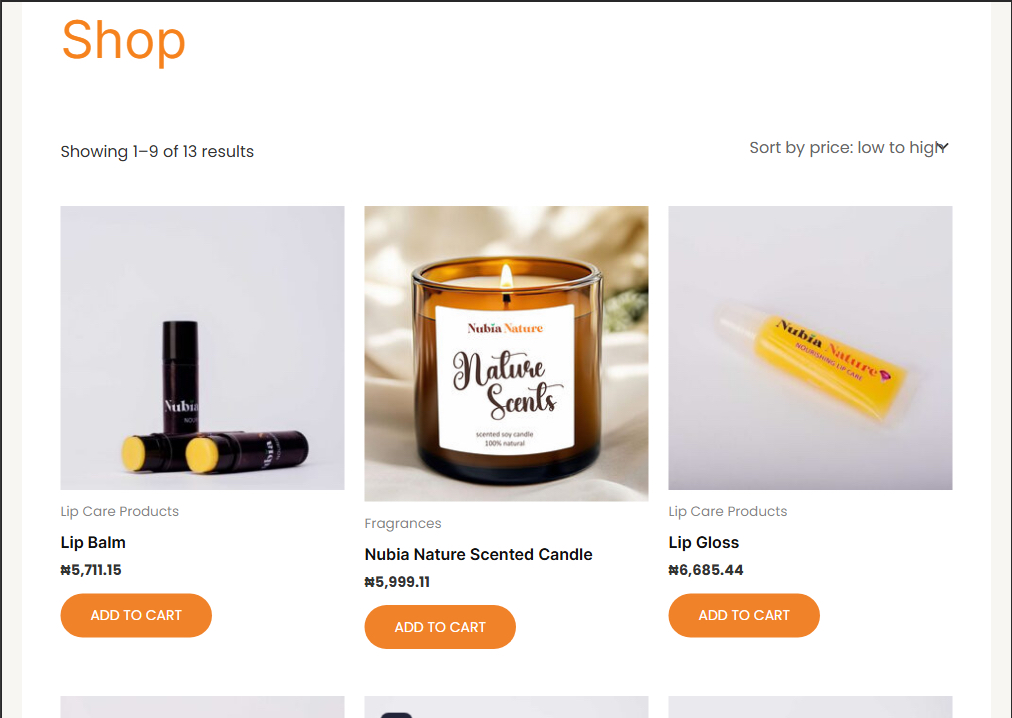 Shop
Showing 1–9 of 13 results
Sort by price: low to high
Nubia
Nubia Nature
Nature
Scents
scented soy candle
100% natural
Nubia Nature
NOURISHING LIP CARE
Lip Care Products
Lip Balm
₦5,711.15
ADD TO CART
Fragrances
Nubia Nature Scented Candle
₦5,999.11
ADD TO CART
Lip Care Products
Lip Gloss
₦6,685.44
ADD TO CART